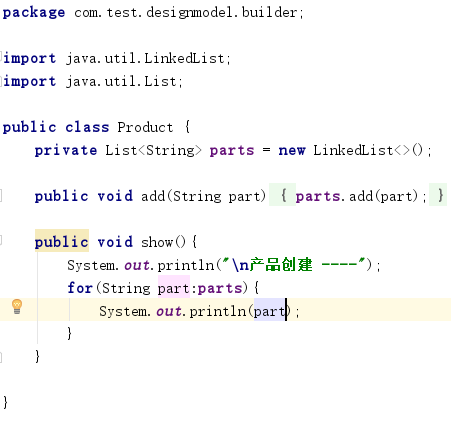 package com.test.designmodel.builder;
import java.util.LinkedList;
import java.util.List;
public class Product {
private List<String> parts = new LinkedList<>();
public void add(String part) { parts.add(part); }
public void show(){
System.out.println("\n产品创建 ----");
for(String part:parts){
System.out.println(part);
}
}
}